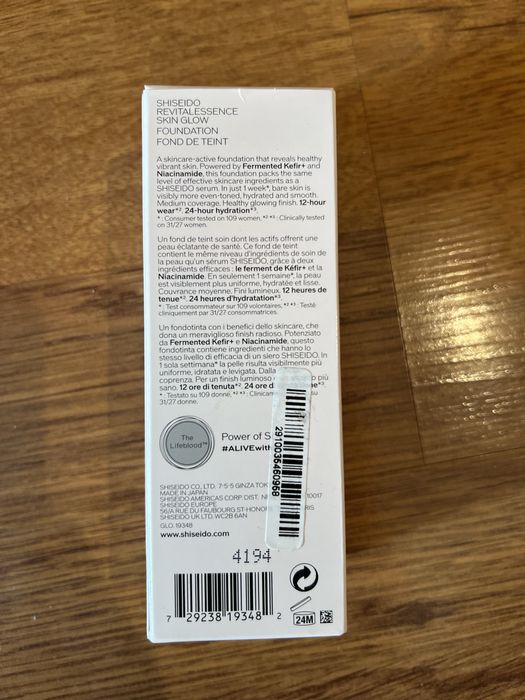 SHISEIDO
REVITALESSENCE
SKIN GLOW
FOUNDATION
FOND DE TEINT
A skincare-active foundation that reveals healthy
vibrant skin. Powered by Fermented Kefir+ and
Niacinamide, this foundation packs the same
level of effective skincare ingredients as a
SHISEIDO serum. In just 1 week*, bare skin is
visibly more even-toned, hydrated and smooth.
Medium coverage. Healthy glowing finish. 12-hour
wear*². 24-hour hydration*³.
* : Consumer tested on 109 women, *² *³ : Clinically tested
on 31/27 women.
Un fond de teint soin dont les actifs offrent une
peau éclatante de santé. Ce fond de teint
contient le même niveau d'ingrédients de soin de
la peau qu'un sérum SHISEIDO, grâce à deux
ingrédients efficaces : le ferment de Kéfir+ et la
Niacinamide. En seulement 1 semaine*, la peau
est visiblement plus uniforme, hydratée et lisse.
Couvrance moyenne. Fini lumineux. 12 heures de
tenue*². 24 heures d'hydratation*³.
* : Test consommateur sur 109 volontaires, *² *³ : Testé
cliniquement par 31/27 consommatrices.
Un fondotinta con i benefici dello skincare, che
dona un meraviglioso finish radioso. Potenziato
da Fermented Kefir+ e Niacinamide, questo
fondotinta contiene ingredienti che hanno lo
stesso livello di efficacia di un siero SHISEIDO. In
1 sola settimana* la pelle risulta visibilmente più
uniforme, idratata e levigata. Dalla
coprenza. Per un finish luminoso più
sano. 12 ore di tenuta*². 24 ore *³.
* : Testato su 109 donne, *² *³ : su
31/27 donne.
The
Lifeblood™
Power of
#ALIVEwith
2910036460968
SHISEIDO CO., LTD. 7-5-5 GINZA
MADE IN JAPAN
SHISEIDO AMERICAS CORP. DIST. 10017
SHISEIDO EUROPE
56/A RUE DU FAUBOURG
SHISEIDO UK LTD. WC2B 6AN
GLO. 19348
www.shiseido.com
4194
7 29238 19348 2
24M